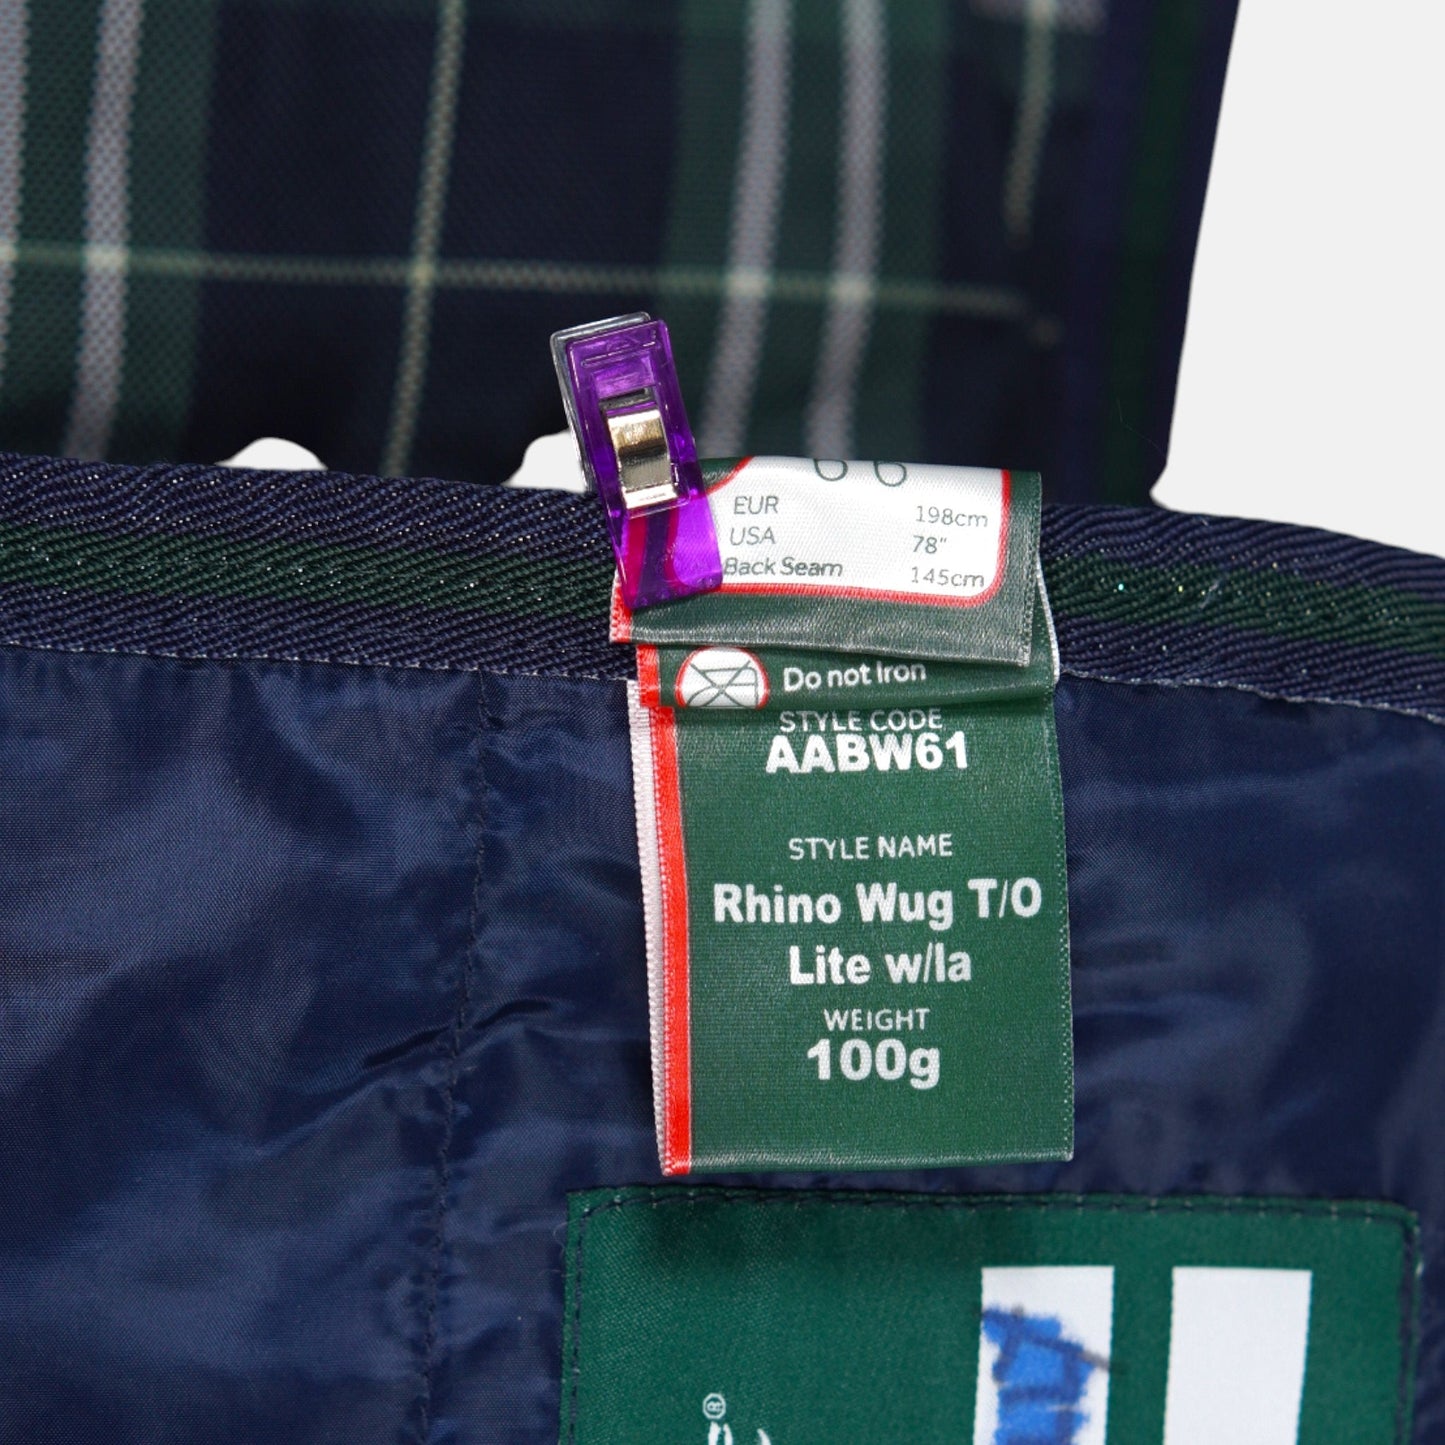 EUR 198cm
USA 78"
Back Seam 145cm
Do not Iron
STYLE CODE
AABW61
STYLE NAME
Rhino Wug T/O
Lite w/la
WEIGHT
100g
®